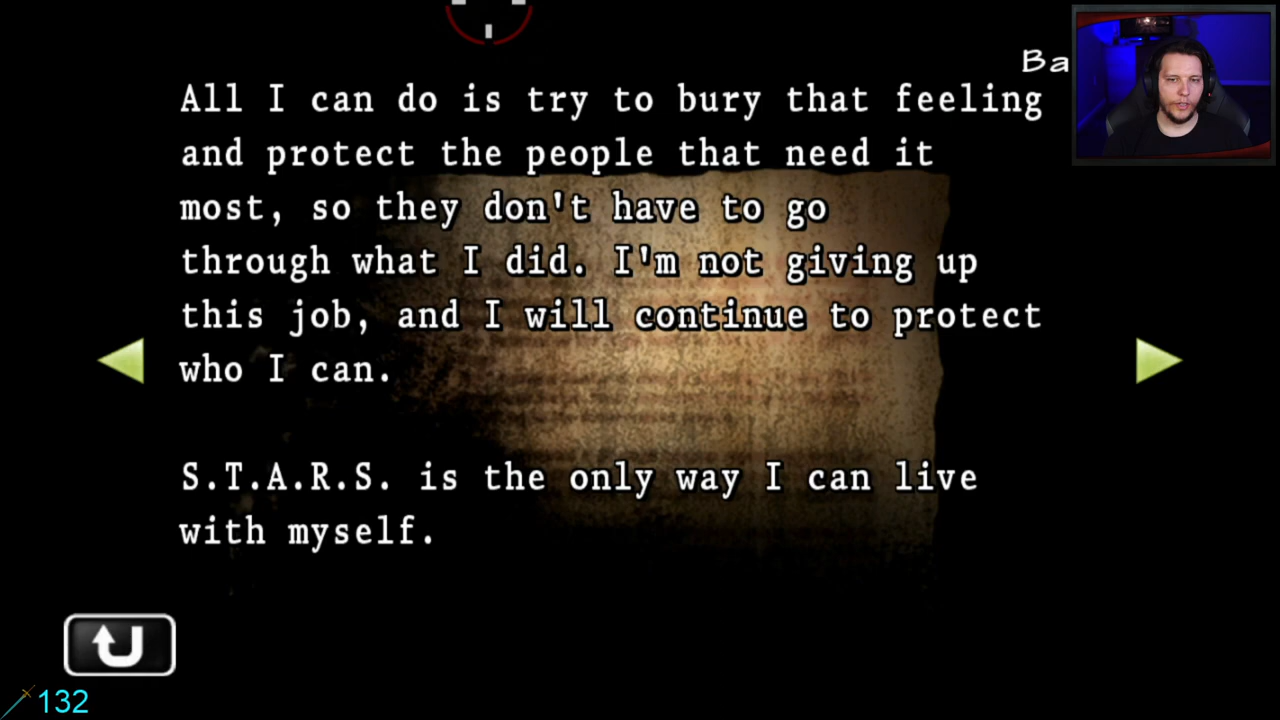 Ba
All I can do is try to bury that feeling
and protect the people that need it
most, so they don't have to go
through what I did. I'm not giving up
this job, and I will continue to protect
who I can.
S.T.A.R.S. is the only way I can live
with myself.
132